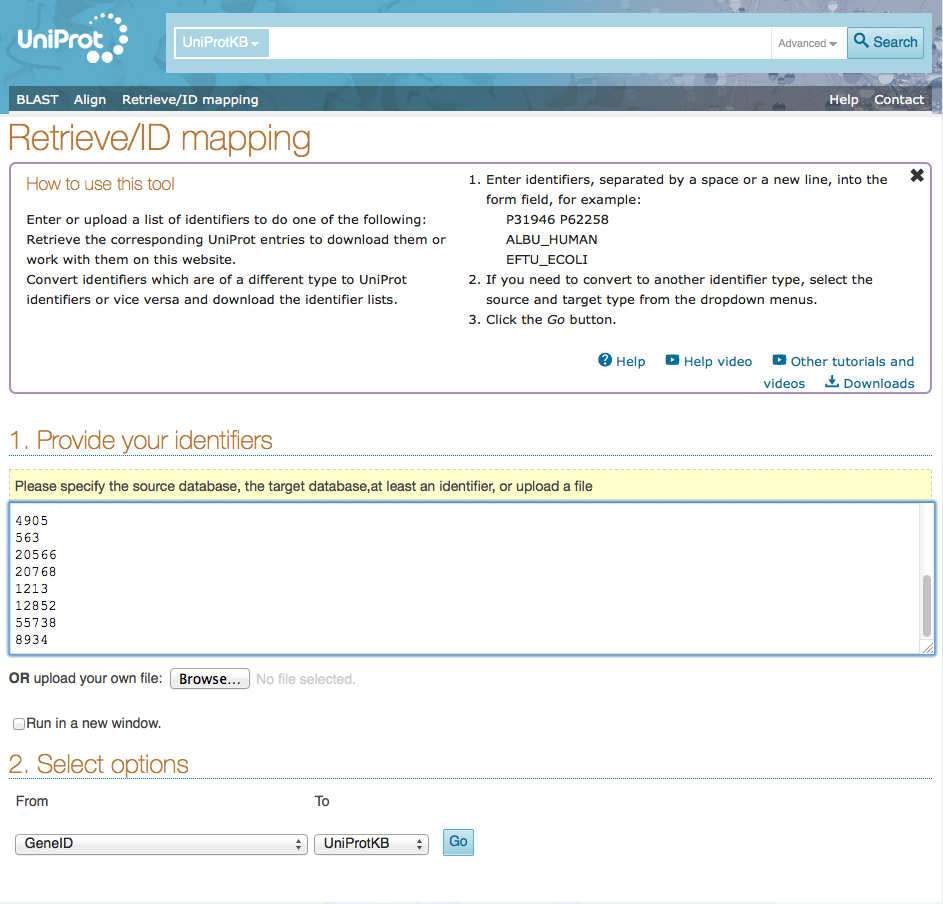 UniProt
UniProtKB
Advanced
Search
BLAST Align Retrieve/ID mapping
Help Contact
Retrieve/ID mapping
How to use this tool
Enter or upload a list of identifiers to do one of the following:
Retrieve the corresponding UniProt entries to download them or
work with them on this website.
Convert identifiers which are of a different type to UniProt
identifiers or vice versa and download the identifier lists.
1. Enter identifiers, separated by a space or a new line, into the
form field, for example:
P31946 P62258
ALBU_HUMAN
EFTU_ECOLI
2. If you need to convert to another identifier type, select the
source and target type from the dropdown menus.
3. Click the Go button.
Help Help video Other tutorials and
videos Downloads
1. Provide your identifiers
Please specify the source database, the target database,at least an identifier, or upload a file
4905
563
20566
20768
1213
12852
55738
8934
OR upload your own file: Browse... No file selected.
Run in a new window.
2. Select options
From To
GeneID UniProtKB Go